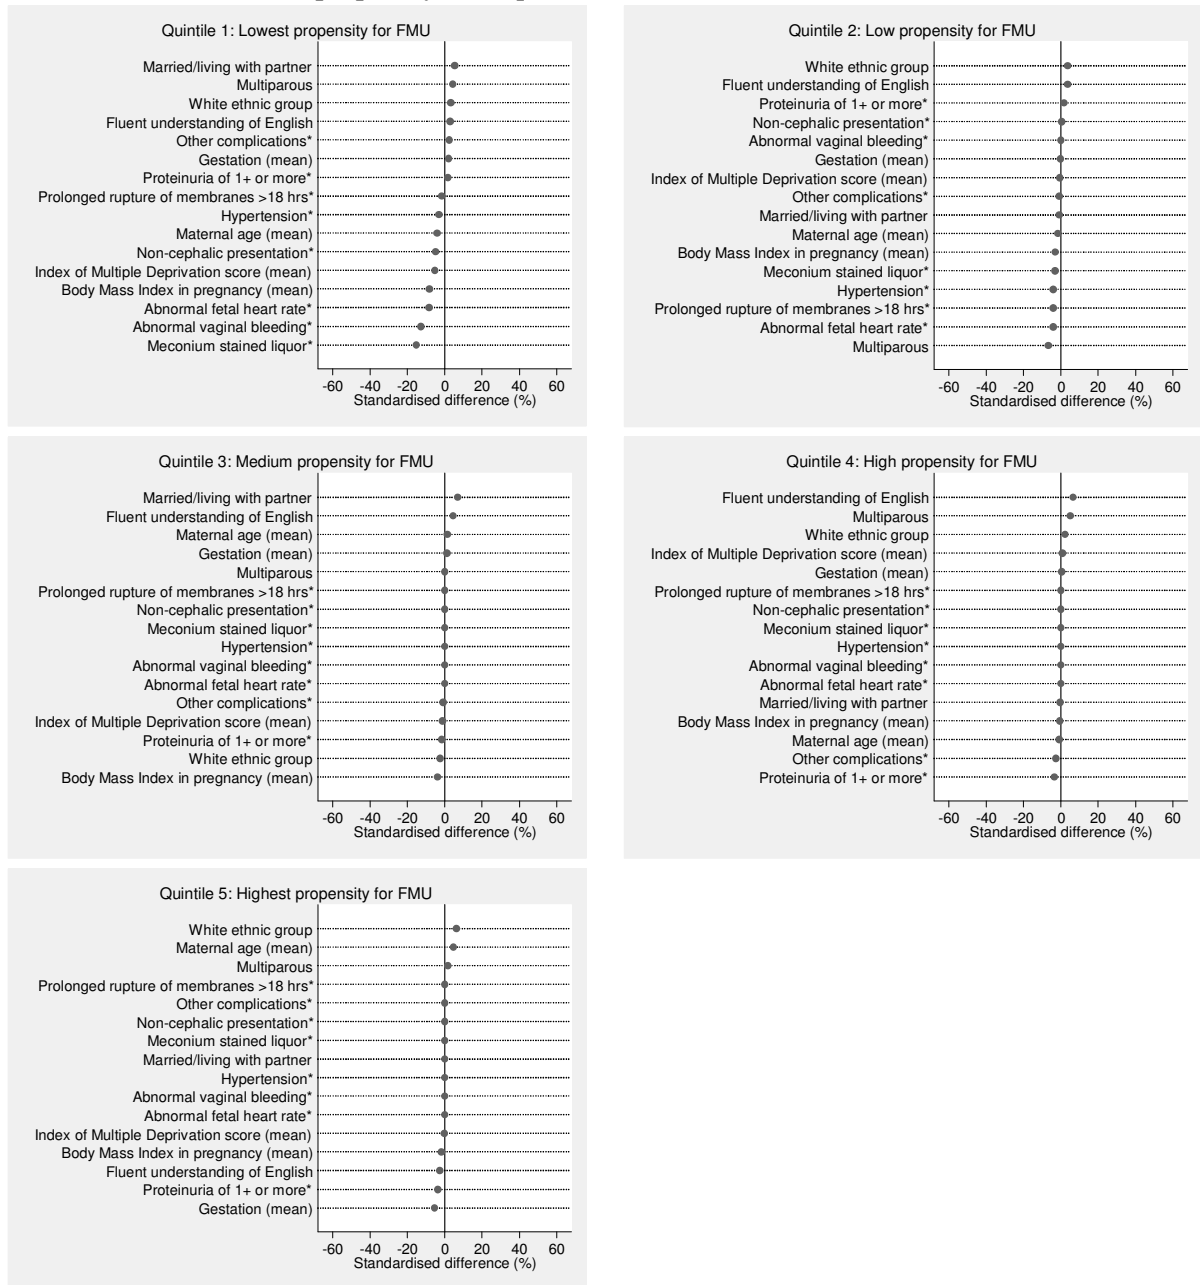 Quintile 1: Lowest propensity for FMU
Married/living with partner
Multiparous
White ethnic group
Fluent understanding of English
Other complications*
Gestation (mean)
Proteinuria of 1+ or more*
Prolonged rupture of membranes >18 hrs*
Hypertension*
Maternal age (mean)
Non-cephalic presentation*
Index of Multiple Deprivation score (mean)
Body Mass Index in pregnancy (mean)
Abnormal fetal heart rate*
Abnormal vaginal bleeding*
Meconium stained liquor*
-60 -40 -20 0 20 40 60
Standardised difference (%)
Quintile 2: Low propensity for FMU
White ethnic group
Fluent understanding of English
Proteinuria of 1+ or more*
Non-cephalic presentation*
Abnormal vaginal bleeding*
Gestation (mean)
Index of Multiple Deprivation score (mean)
Other complications*
Married/living with partner
Maternal age (mean)
Body Mass Index in pregnancy (mean)
Meconium stained liquor*
Hypertension*
Prolonged rupture of membranes >18 hrs*
Abnormal fetal heart rate*
Multiparous
-60 -40 -20 0 20 40 60
Standardised difference (%)
Quintile 3: Medium propensity for FMU
Married/living with partner
Fluent understanding of English
Maternal age (mean)
Gestation (mean)
Multiparous
Prolonged rupture of membranes >18 hrs*
Non-cephalic presentation*
Meconium stained liquor*
Hypertension*
Abnormal vaginal bleeding*
Abnormal fetal heart rate*
Other complications*
Index of Multiple Deprivation score (mean)
Proteinuria of 1+ or more*
White ethnic group
Body Mass Index in pregnancy (mean)
-60 -40 -20 0 20 40 60
Standardised difference (%)
Quintile 4: High propensity for FMU
Fluent understanding of English
Multiparous
White ethnic group
Index of Multiple Deprivation score (mean)
Gestation (mean)
Prolonged rupture of membranes >18 hrs*
Non-cephalic presentation*
Meconium stained liquor*
Hypertension*
Abnormal vaginal bleeding*
Abnormal fetal heart rate*
Married/living with partner
Body Mass Index in pregnancy (mean)
Maternal age (mean)
Other complications*
Proteinuria of 1+ or more*
-60 -40 -20 0 20 40 60
Standardised difference (%)
Quintile 5: Highest propensity for FMU
White ethnic group
Maternal age (mean)
Multiparous
Prolonged rupture of membranes >18 hrs*
Other complications*
Non-cephalic presentation*
Meconium stained liquor*
Married/living with partner
Hypertension*
Abnormal vaginal bleeding*
Abnormal fetal heart rate*
Index of Multiple Deprivation score (mean)
Body Mass Index in pregnancy (mean)
Fluent understanding of English
Proteinuria of 1+ or more*
Gestation (mean)
-60 -40 -20 0 20 40 60
Standardised difference (%)